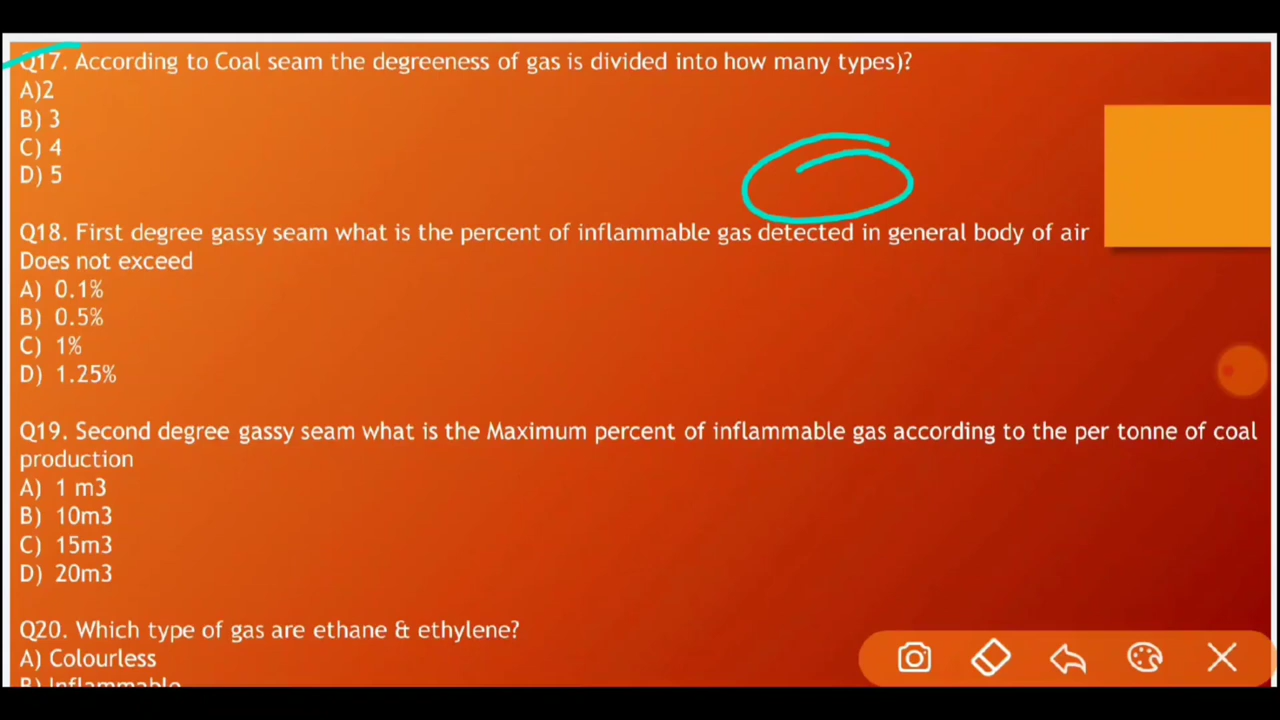 Q17. According to Coal seam the degreeness of gas is divided into how many types)?
A)2
B) 3
C) 4
D) 5
Q18. First degree gassy seam what is the percent of inflammable gas detected in general body of air
Does not exceed
A) 0.1%
B) 0.5%
C) 1%
D) 1.25%
Q19. Second degree gassy seam what is the Maximum percent of inflammable gas according to the per tonne of coal
production
A) 1 m3
B) 10m3
C) 15m3
D) 20m3
Q20. Which type of gas are ethane & ethylene?
A) Colourless
B) Inflammable